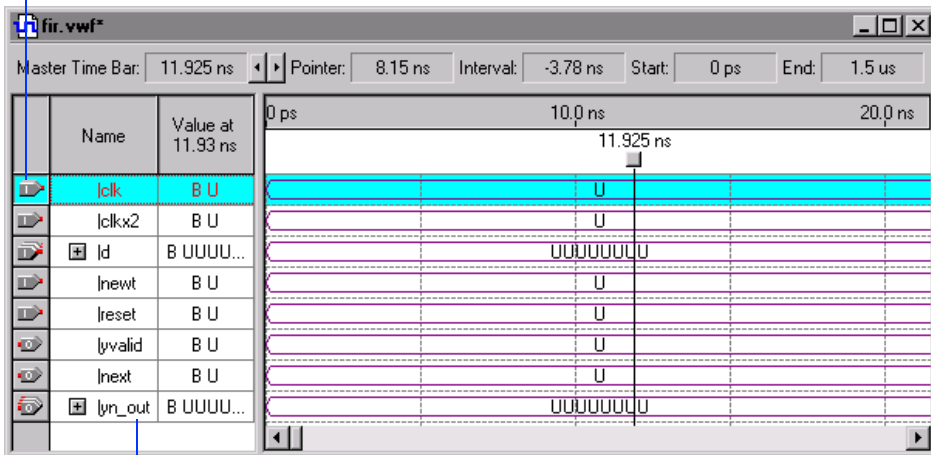 fir.vwf*
Master Time Bar: 11.925 ns Pointer: 8.15 ns Interval: -3.78 ns Start: 0 ps End: 1.5 us
Name Value at 11.93 ns 0 ps 10.0 ns 20.0 ns
11.925 ns
|clk B U U
|clkx2 B U U
|d B UUUU... UUUUUUUU
|newt B U U
|reset B U U
|yvalid B U U
|next B U U
|yn_out B UUUU... UUUUUUUU